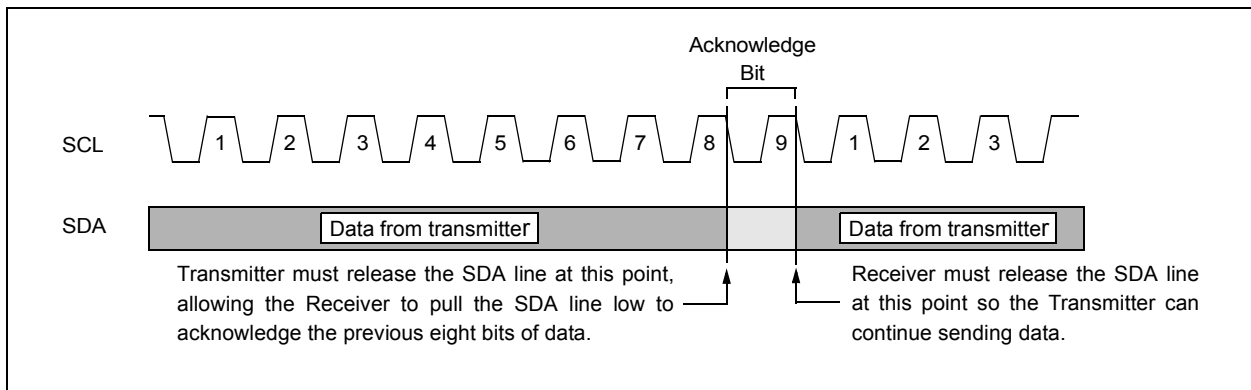 Acknowledge
Bit
SCL 1 2 3 4 5 6 7 8 9 1 2 3
SDA Data from transmitter Data from transmitter
Transmitter must release the SDA line at this point,
allowing the Receiver to pull the SDA line low to
acknowledge the previous eight bits of data.
Receiver must release the SDA line
at this point so the Transmitter can
continue sending data.